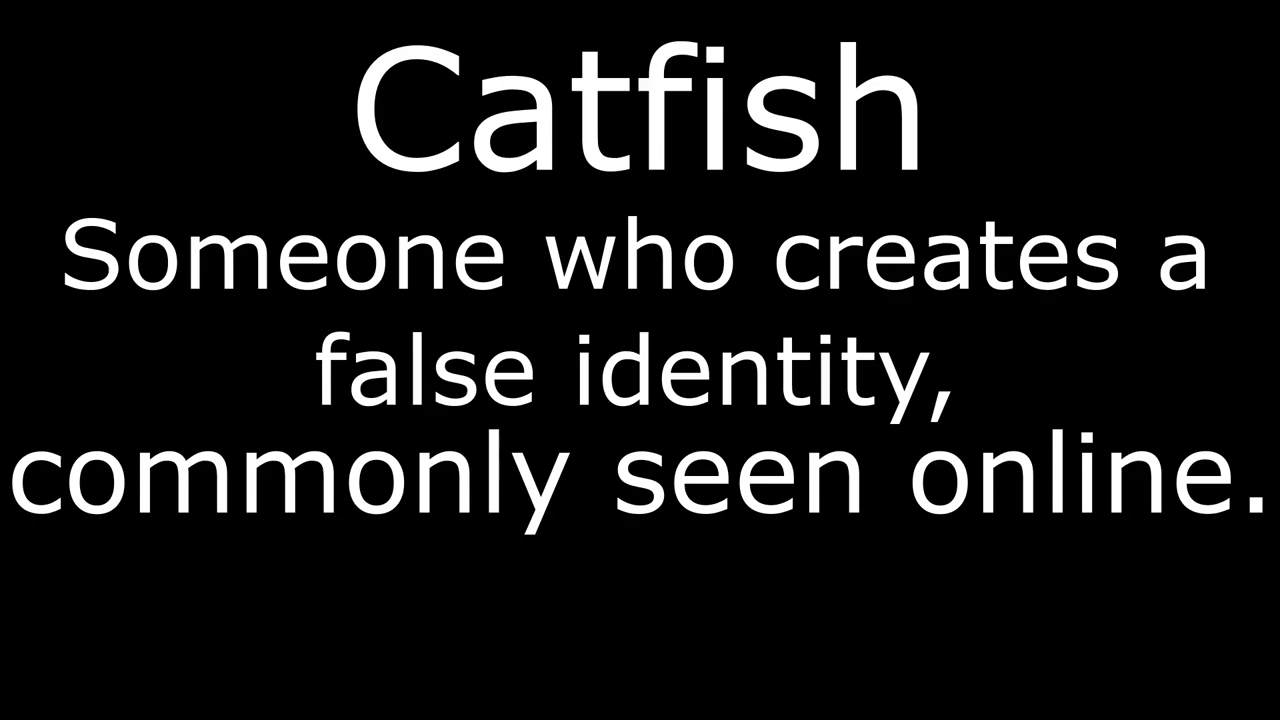 Catfish
Someone who creates a
false identity,
commonly seen online.